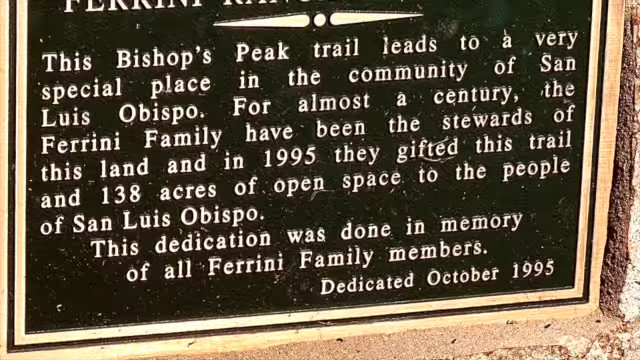 FERRINI RANCH
This Bishop's Peak trail leads to a very
special place in the community of San
Luis Obispo. For almost a century, the
Ferrini Family have been the stewards of
this land and in 1995 they gifted this trail
and 138 acres of open space to the people
of San Luis Obispo.
This dedication was done in memory
of all Ferrini Family members.
Dedicated October 1995